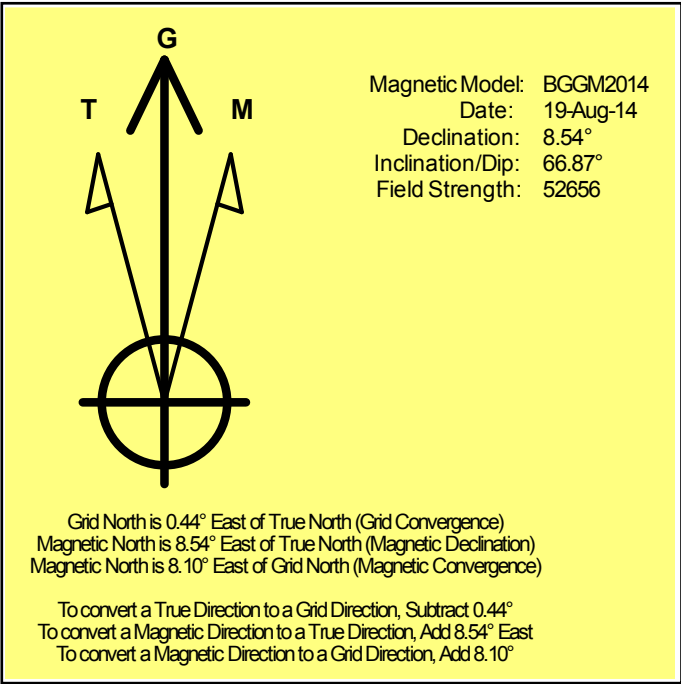 G
T M
Magnetic Model: BGGM2014
Date: 19-Aug-14
Declination: 8.54°
Inclination/Dip: 66.87°
Field Strength: 52656
Grid North is 0.44° East of True North (Grid Convergence)
Magnetic North is 8.54° East of True North (Magnetic Declination)
Magnetic North is 8.10° East of Grid North (Magnetic Convergence)
To convert a True Direction to a Grid Direction, Subtract 0.44°
To convert a Magnetic Direction to a True Direction, Add 8.54° East
To convert a Magnetic Direction to a Grid Direction, Add 8.10°